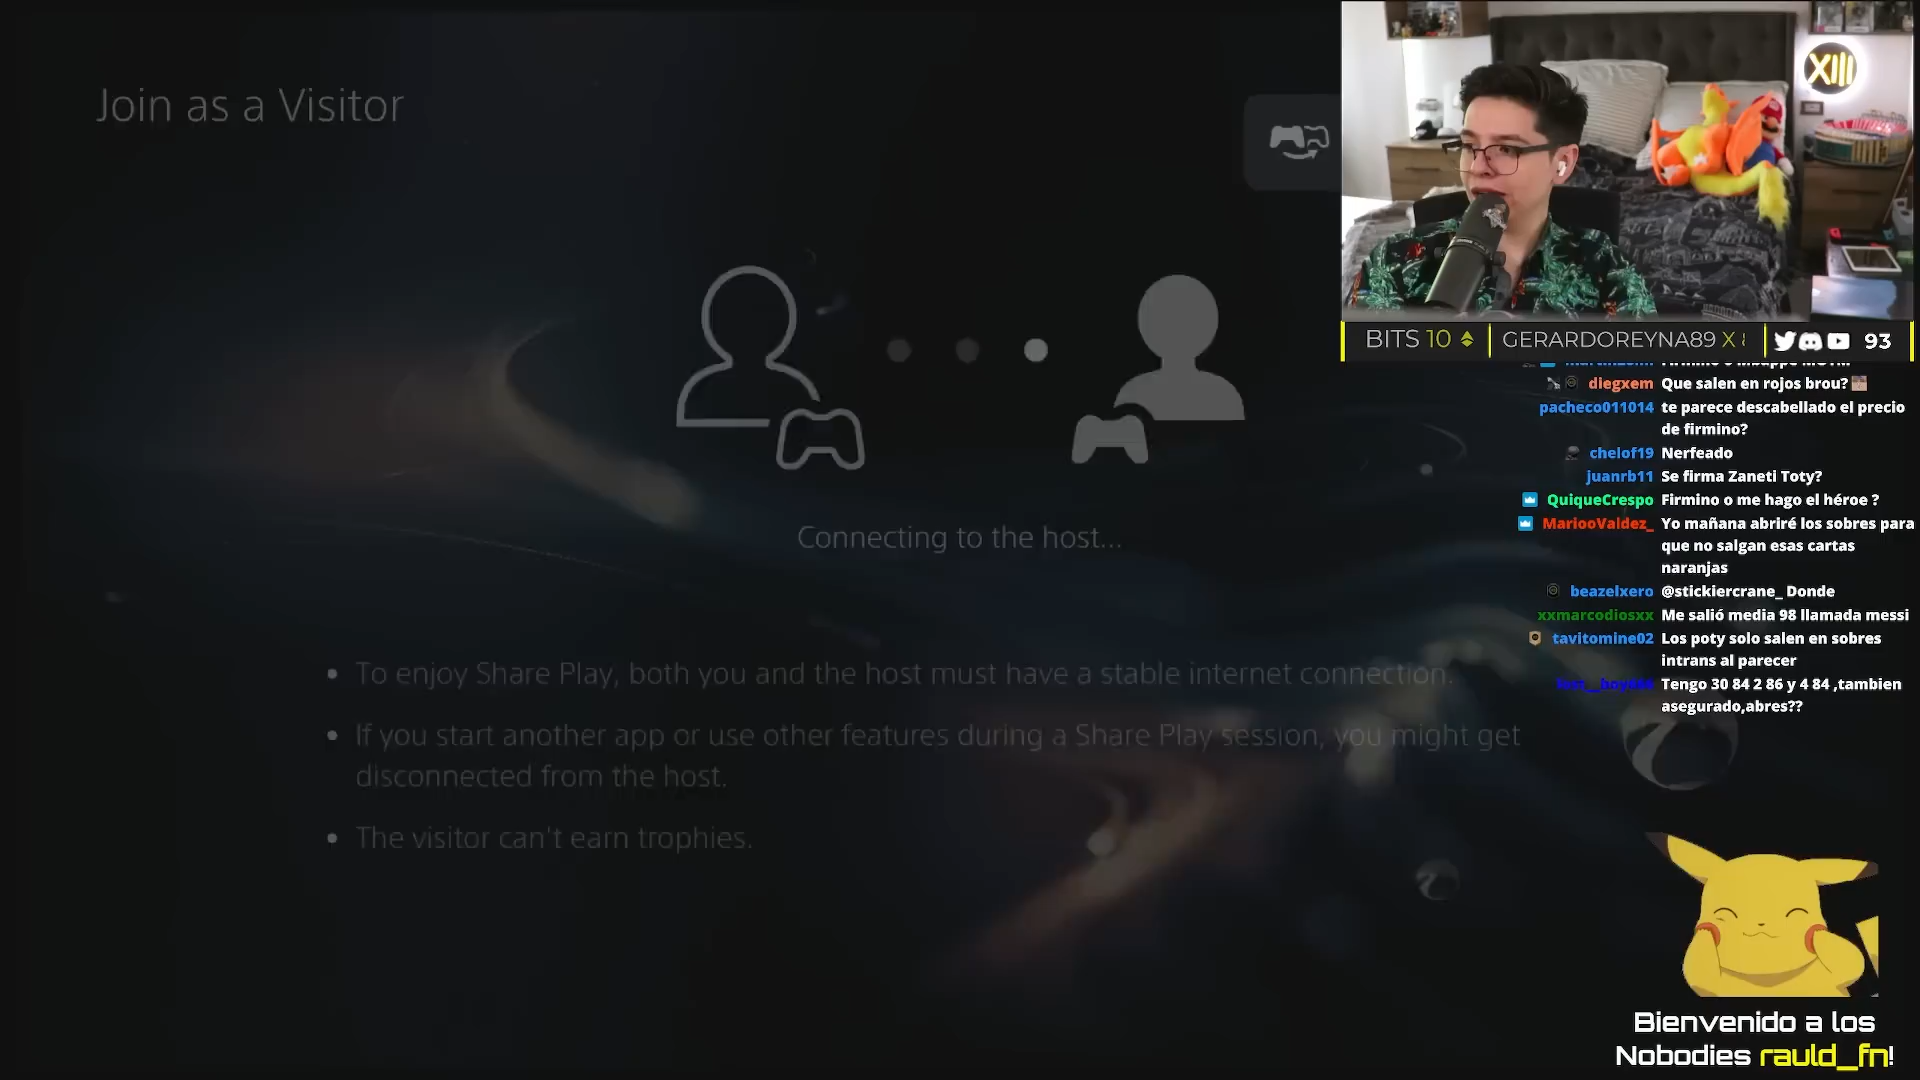 Join as a Visitor
Connecting to the host...
To enjoy Share Play, both you and the host must have a stable internet connection.
If you start another app or use other features during a Share Play session, you might get
disconnected from the host.
The visitor can't earn trophies.
XIII
BITS 10
GERARDOREYNA89 X
93
diegxem Que salen en rojos brou?
pacheco011014 te parece descabellado el precio
de firmino?
chelof19 Nerfeado
juanrb11 Se firma Zaneti Toty?
QuiqueCrespo Firmino o me hago el héroe ?
MariooValdez_ Yo mañana abriré los sobres para
que no salgan esas cartas
naranjas
beazelxero @stickiercrane_ Donde
xxmarcodiosxx Me salió media 98 llamada messi
tavitomine02 Los poty solo salen en sobres
intrans al parecer
Tengo 30 84 2 86 y 4 84 ,tambien
asegurado,abres??
Bienvenido a los
Nobodies rauld_fn!